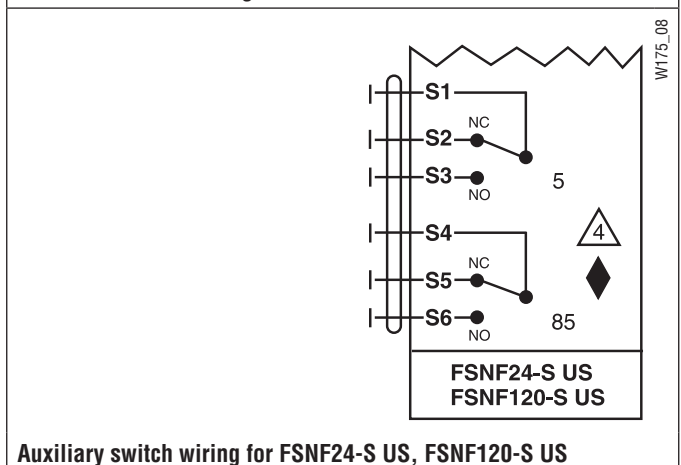 W175_08
S1
NC
S2
S3
NO
5
S4
4
NC
S5
S6
NO
85
FSNF24-S US
FSNF120-S US
Auxiliary switch wiring for FSNF24-S US, FSNF120-S US